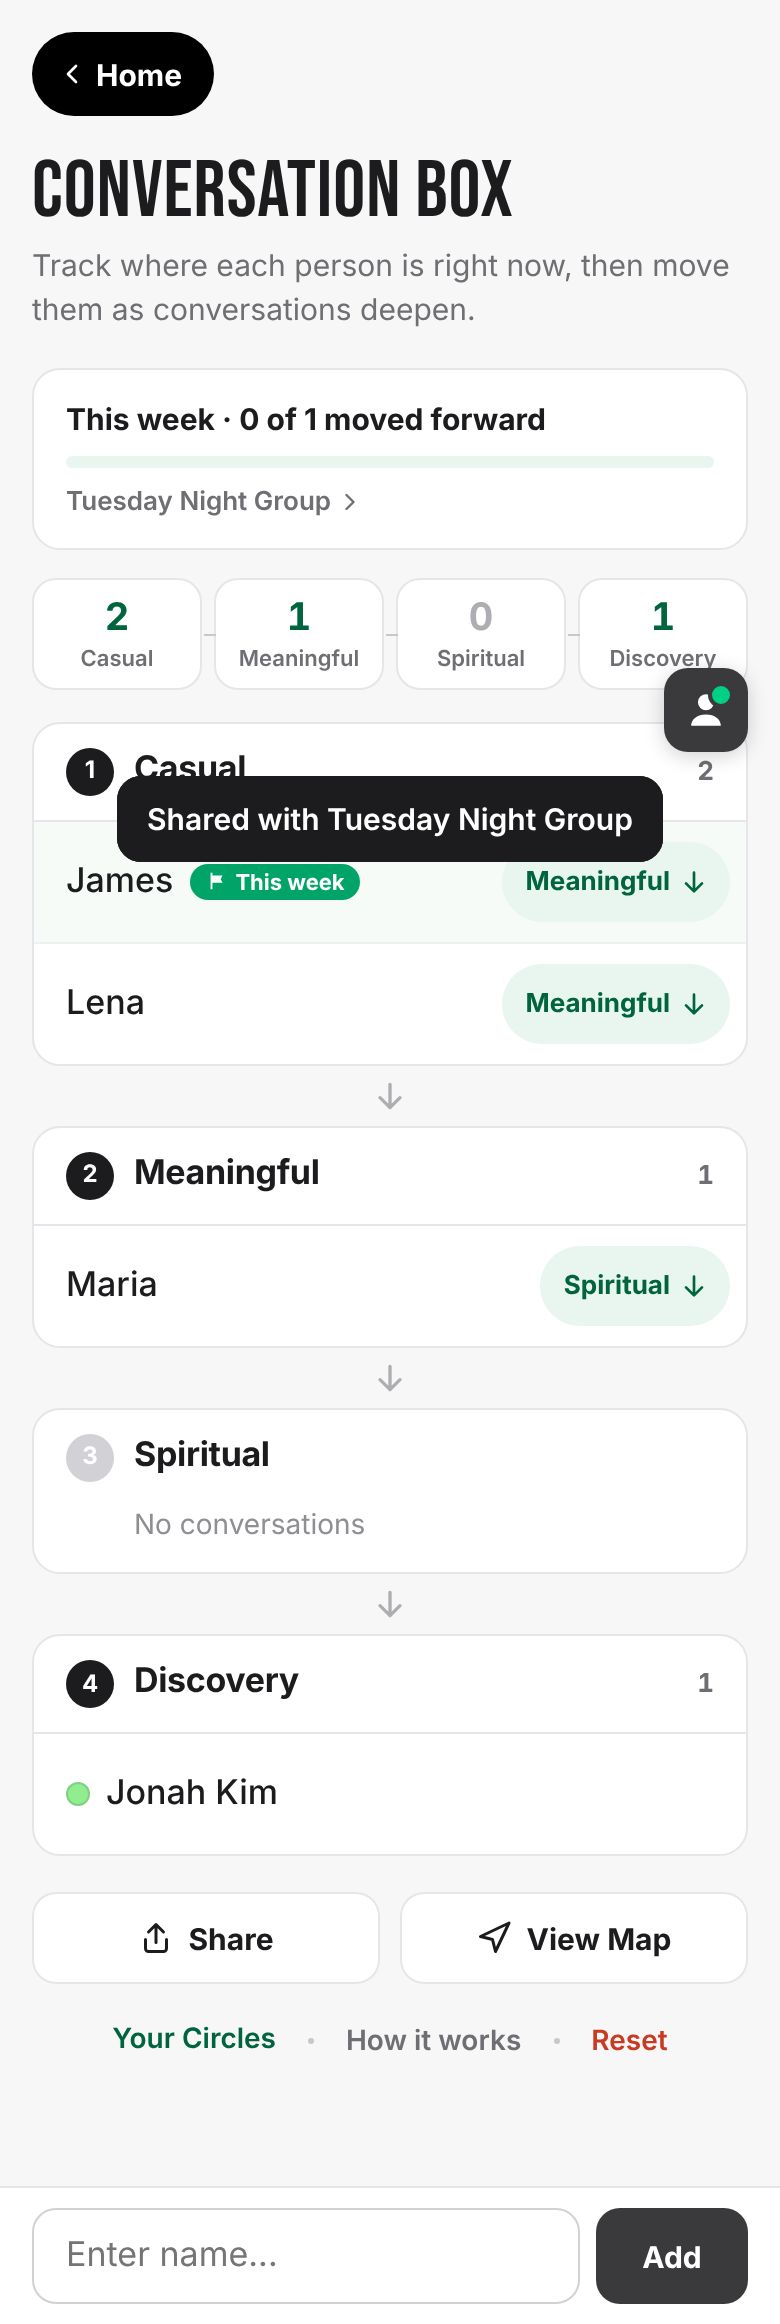 Home
CONVERSATION BOX
Track where each person is right now, then move
them as conversations deepen.
This week · 0 of 1 moved forward
Tuesday Night Group
2
Casual
1
Meaningful
0
Spiritual
1
Discovery
1 Casual 2
Shared with Tuesday Night Group
James This week Meaningful
Lena Meaningful
2 Meaningful 1
Maria Spiritual
3 Spiritual
No conversations
4 Discovery 1
Jonah Kim
Share View Map
Your Circles · How it works · Reset
Enter name... Add